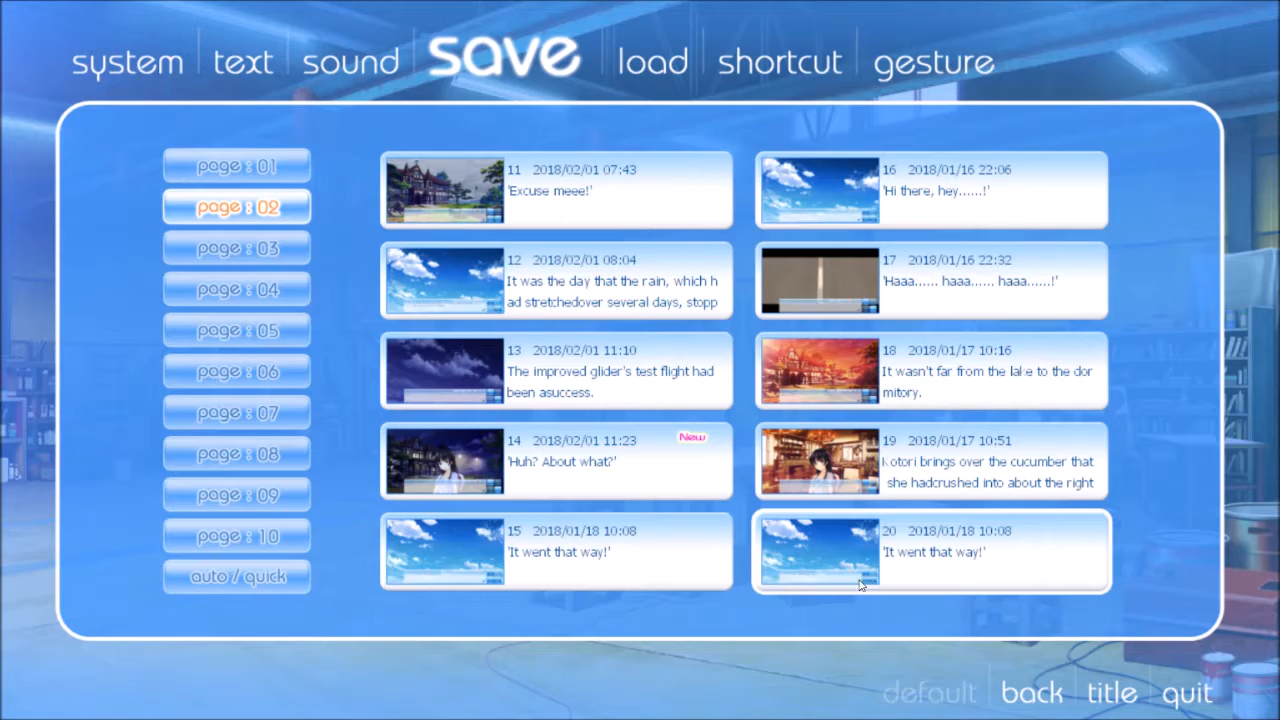 system text sound save load shortcut gesture
page : 01
page : 02
page : 03
page : 04
page : 05
page : 06
page : 07
page : 08
page : 09
page : 10
auto / quick
11 2018/02/01 07:43
'Excuse meee!'
12 2018/02/01 08:04
It was the day that the rain, which h
ad stretchedover several days, stopp
13 2018/02/01 11:10
The improved glider's test flight had
been asuccess.
14 2018/02/01 11:23 New
'Huh? About what?'
15 2018/01/18 10:08
'It went that way!'
16 2018/01/16 22:06
'Hi there, hey......!'
17 2018/01/16 22:32
'Haaa...... haaa...... haaa......!'
18 2018/01/17 10:16
It wasn't far from the lake to the dor
mitory.
19 2018/01/17 10:51
Kotori brings over the cucumber that
she hadcrushed into about the right
20 2018/01/18 10:08
'It went that way!'
default back title quit